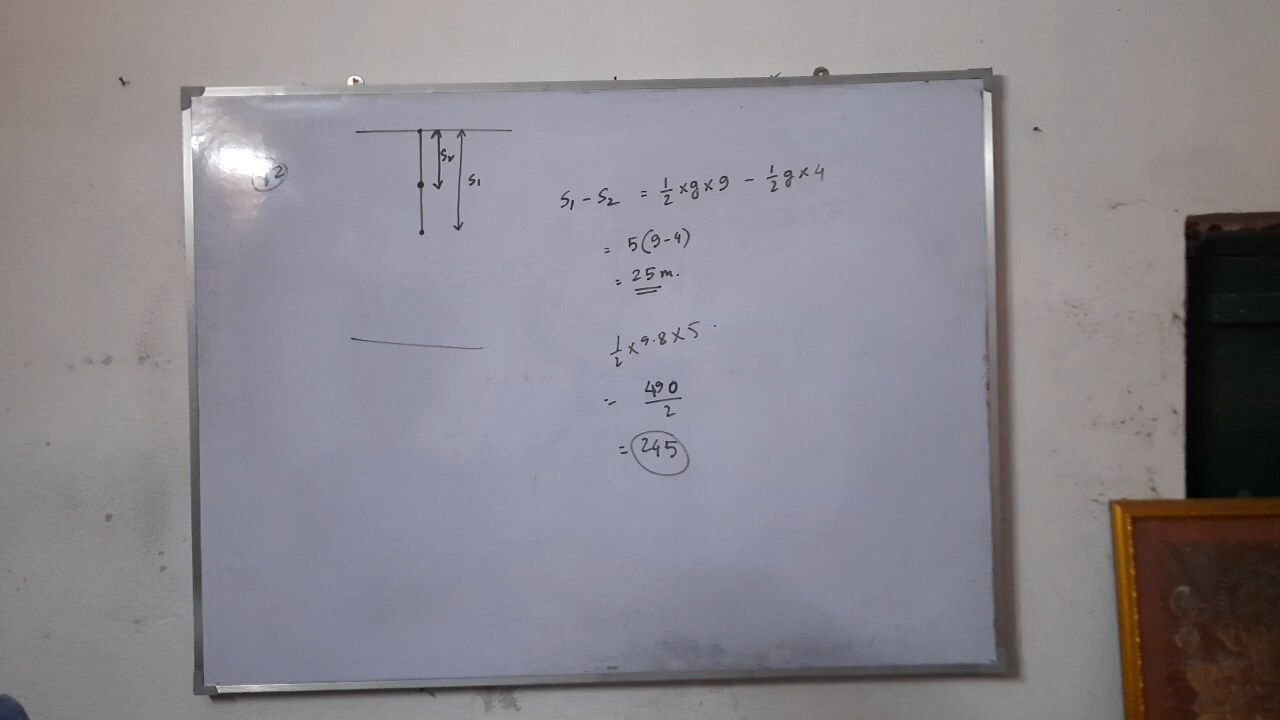 12
S₂
S₁
S₁ - S₂ = 1/2 × g × 9 - 1/2 g × 4
= 5(9-4)
= 25 m.
1/2 × 9.8 × 5
= 490/2
= 245